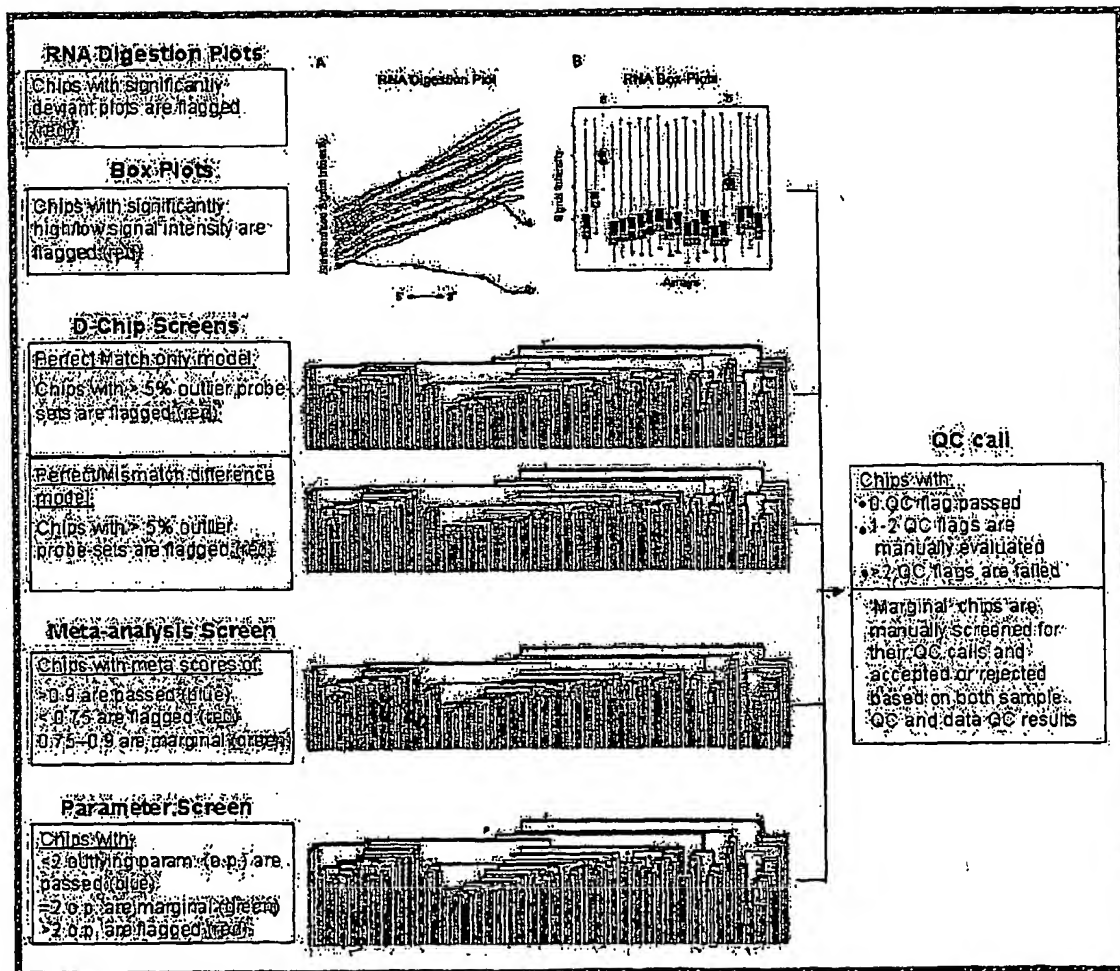 RNA Digestion Plots
Chips with significantly
deviant plots are flagged
(red)
Box Plots
Chips with significantly
high/low signal intensity are
flagged (red)
A
RNA Digestion Plot
B
RNA Box-Plots
Signal Intensity
Arrays
D-Chip Screens
Perfect Match only model
Chips with > 5% outlier probe
sets are flagged (red)
Perfect/Mismatch difference
model
Chips with > 5% outlier
probe-sets are flagged (red)
Meta-analysis Screen
Chips with meta scores of
>0.9 are passed (blue)
< 0.75 are flagged (red)
0.75–0.9 are marginal (green)
Parameter Screen
Chips with
<2 outlying param. (o.p.) are
passed (blue)
=2 o.p. are marginal (green)
>2 o.p. are flagged (red)
QC call
Chips with
•0 QC flag passed
•1-2 QC flags are
manually evaluated
•>2 QC flags are failed
'Marginal' chips are
manually screened for
their QC calls and
accepted or rejected
based on both sample
QC and data QC results